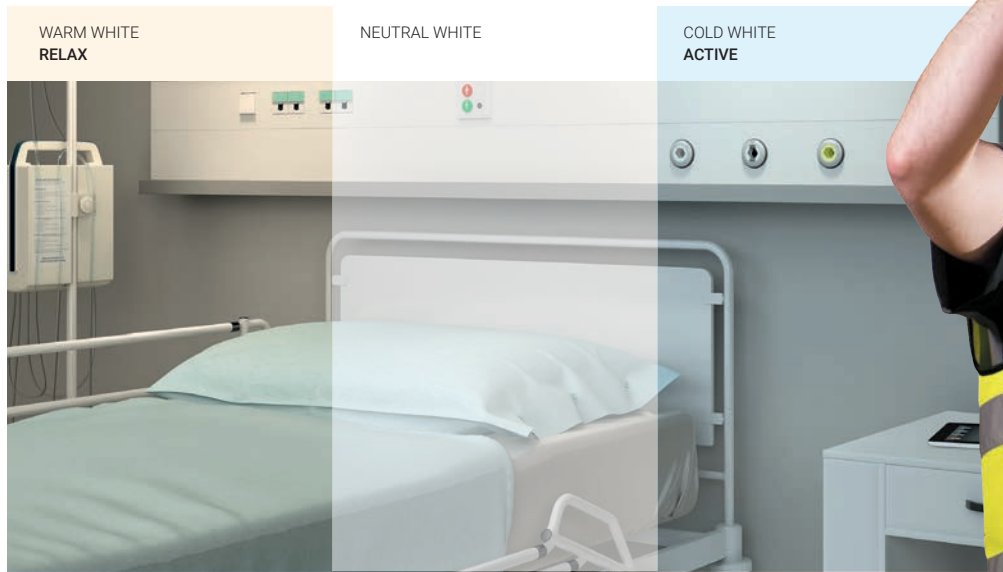 WARM WHITE
RELAX
NEUTRAL WHITE
COLD WHITE
ACTIVE